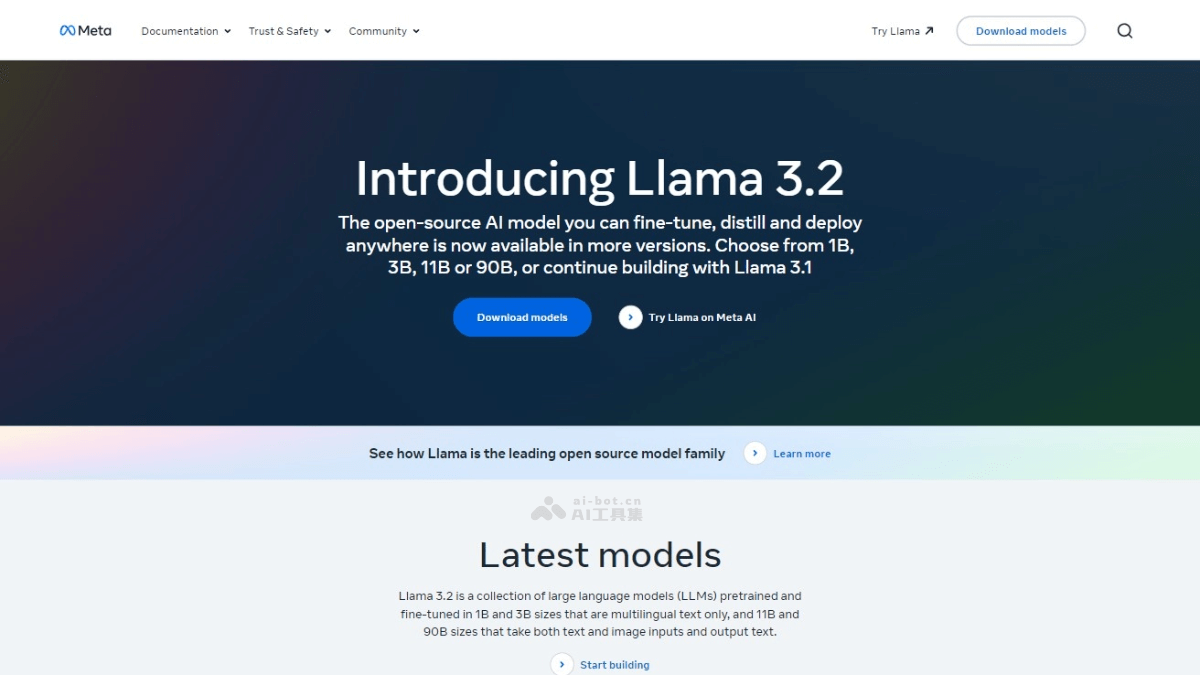 Meta Documentation Trust & Safety Community Try Llama Download models
Introducing Llama 3.2
The open-source AI model you can fine-tune, distill and deploy
anywhere is now available in more versions. Choose from 1B,
3B, 11B or 90B, or continue building with Llama 3.1
Download models Try Llama on Meta AI
See how Llama is the leading open source model family Learn more
ai-bot.cn
AI工具集
Latest models
Llama 3.2 is a collection of large language models (LLMs) pretrained and
fine-tuned in 1B and 3B sizes that are multilingual text only, and 11B and
90B sizes that take both text and image inputs and output text.
Start building